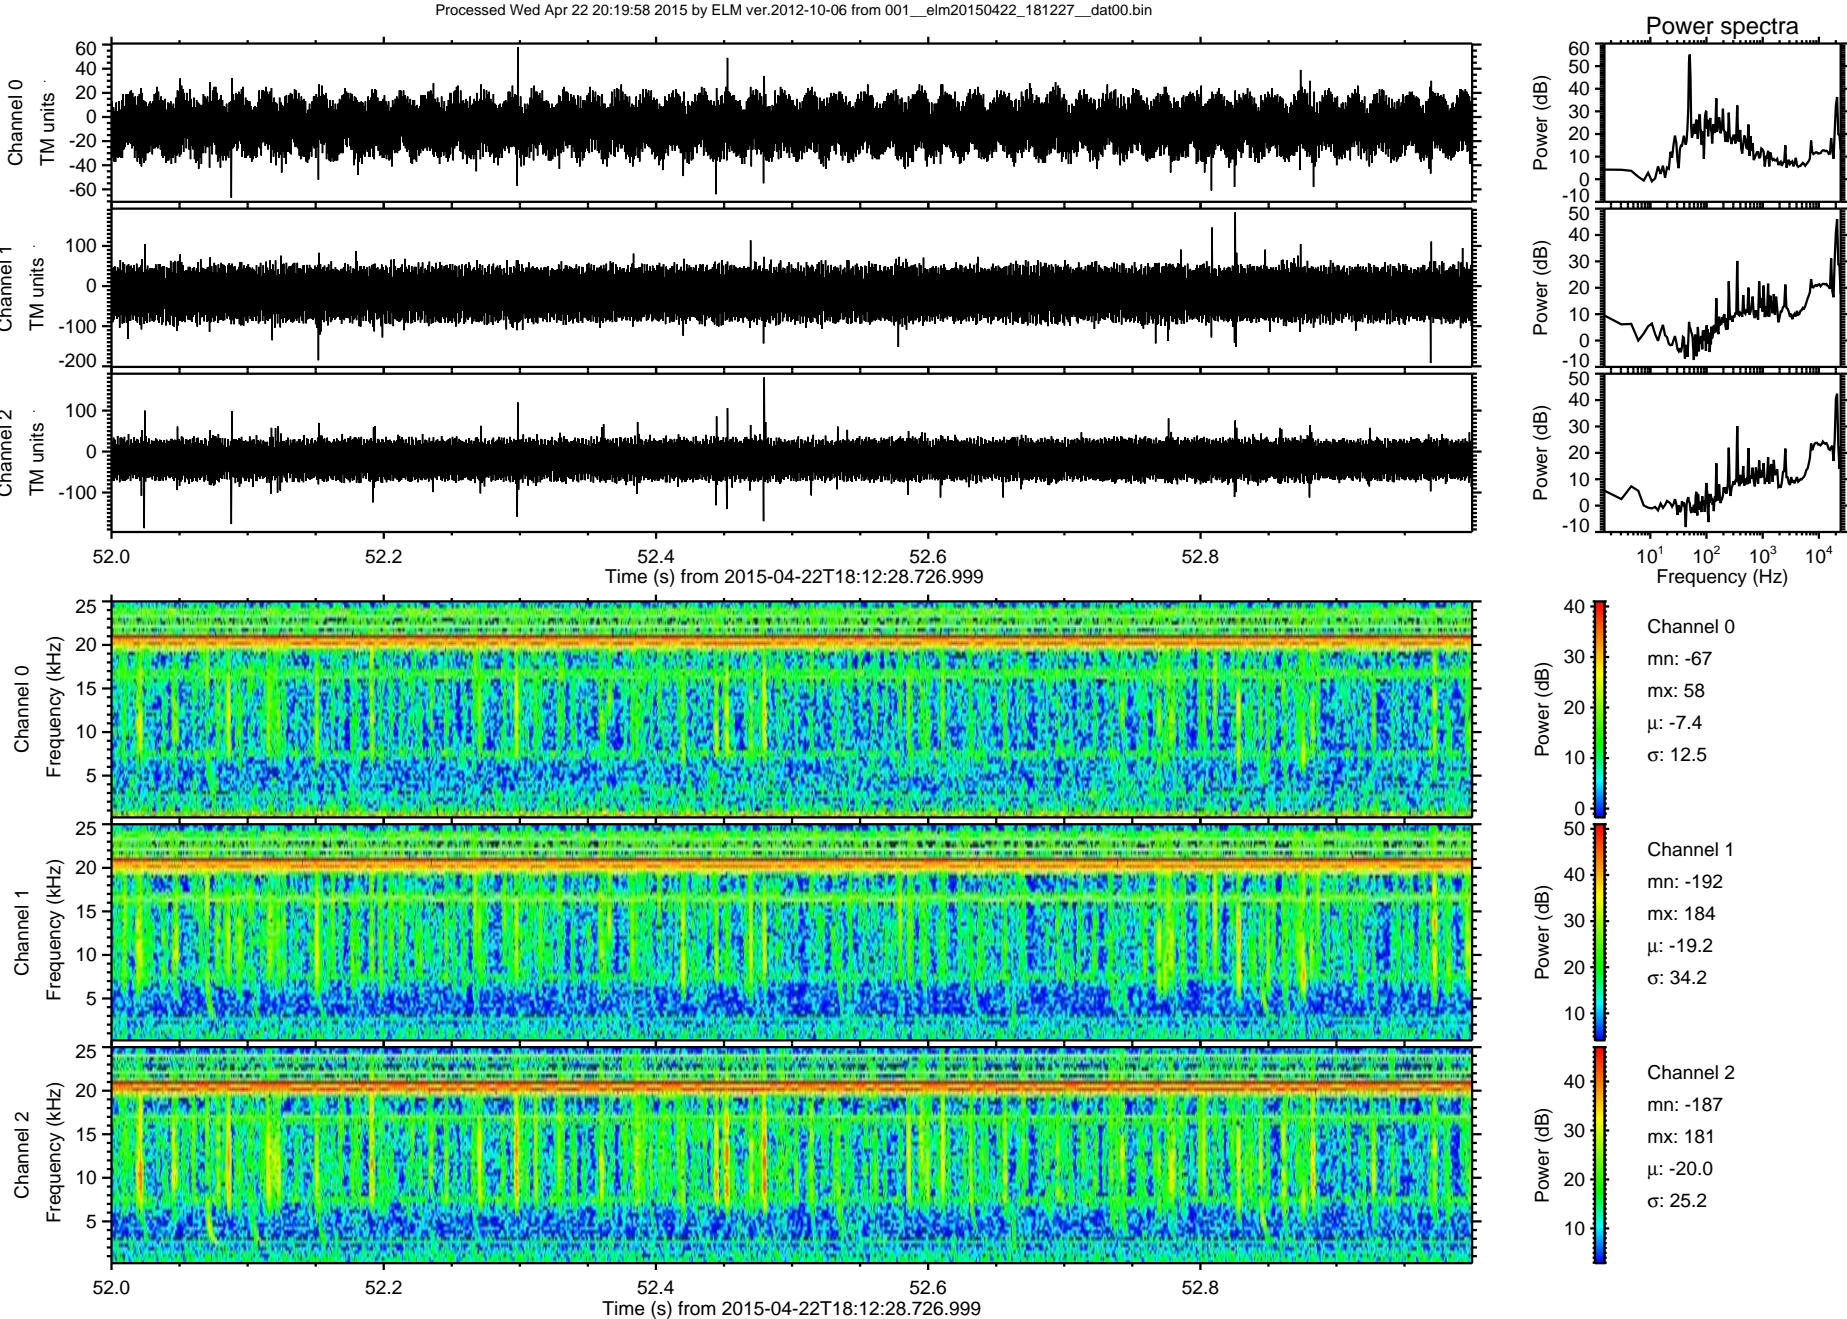 Processed Wed Apr 22 20:19:58 2015 by ELM ver.2012-10-06 from 001__elm20150422_181227__dat00.bin
Power spectra
Channel 0
TM units
60
40
20
0
-20
-40
-60
Power (dB)
60
50
40
30
20
10
0
-10
Channel 1
TM units
100
0
-100
-200
Power (dB)
50
40
30
20
10
0
-10
Channel 2
TM units
100
0
-100
Power (dB)
50
40
30
20
10
0
-10
52.0 52.2 52.4 52.6 52.8
Time (s) from 2015-04-22T18:12:28.726.999
10¹ 10² 10³ 10⁴
Frequency (Hz)
Channel 0
Frequency (kHz)
25
20
15
10
5
Power (dB)
40
30
20
10
0
Channel 0
mn: -67
mx: 58
μ: -7.4
σ: 12.5
Channel 1
Frequency (kHz)
25
20
15
10
5
Power (dB)
50
40
30
20
10
Channel 1
mn: -192
mx: 184
μ: -19.2
σ: 34.2
Channel 2
Frequency (kHz)
25
20
15
10
5
Power (dB)
40
30
20
10
Channel 2
mn: -187
mx: 181
μ: -20.0
σ: 25.2
52.0 52.2 52.4 52.6 52.8
Time (s) from 2015-04-22T18:12:28.726.999